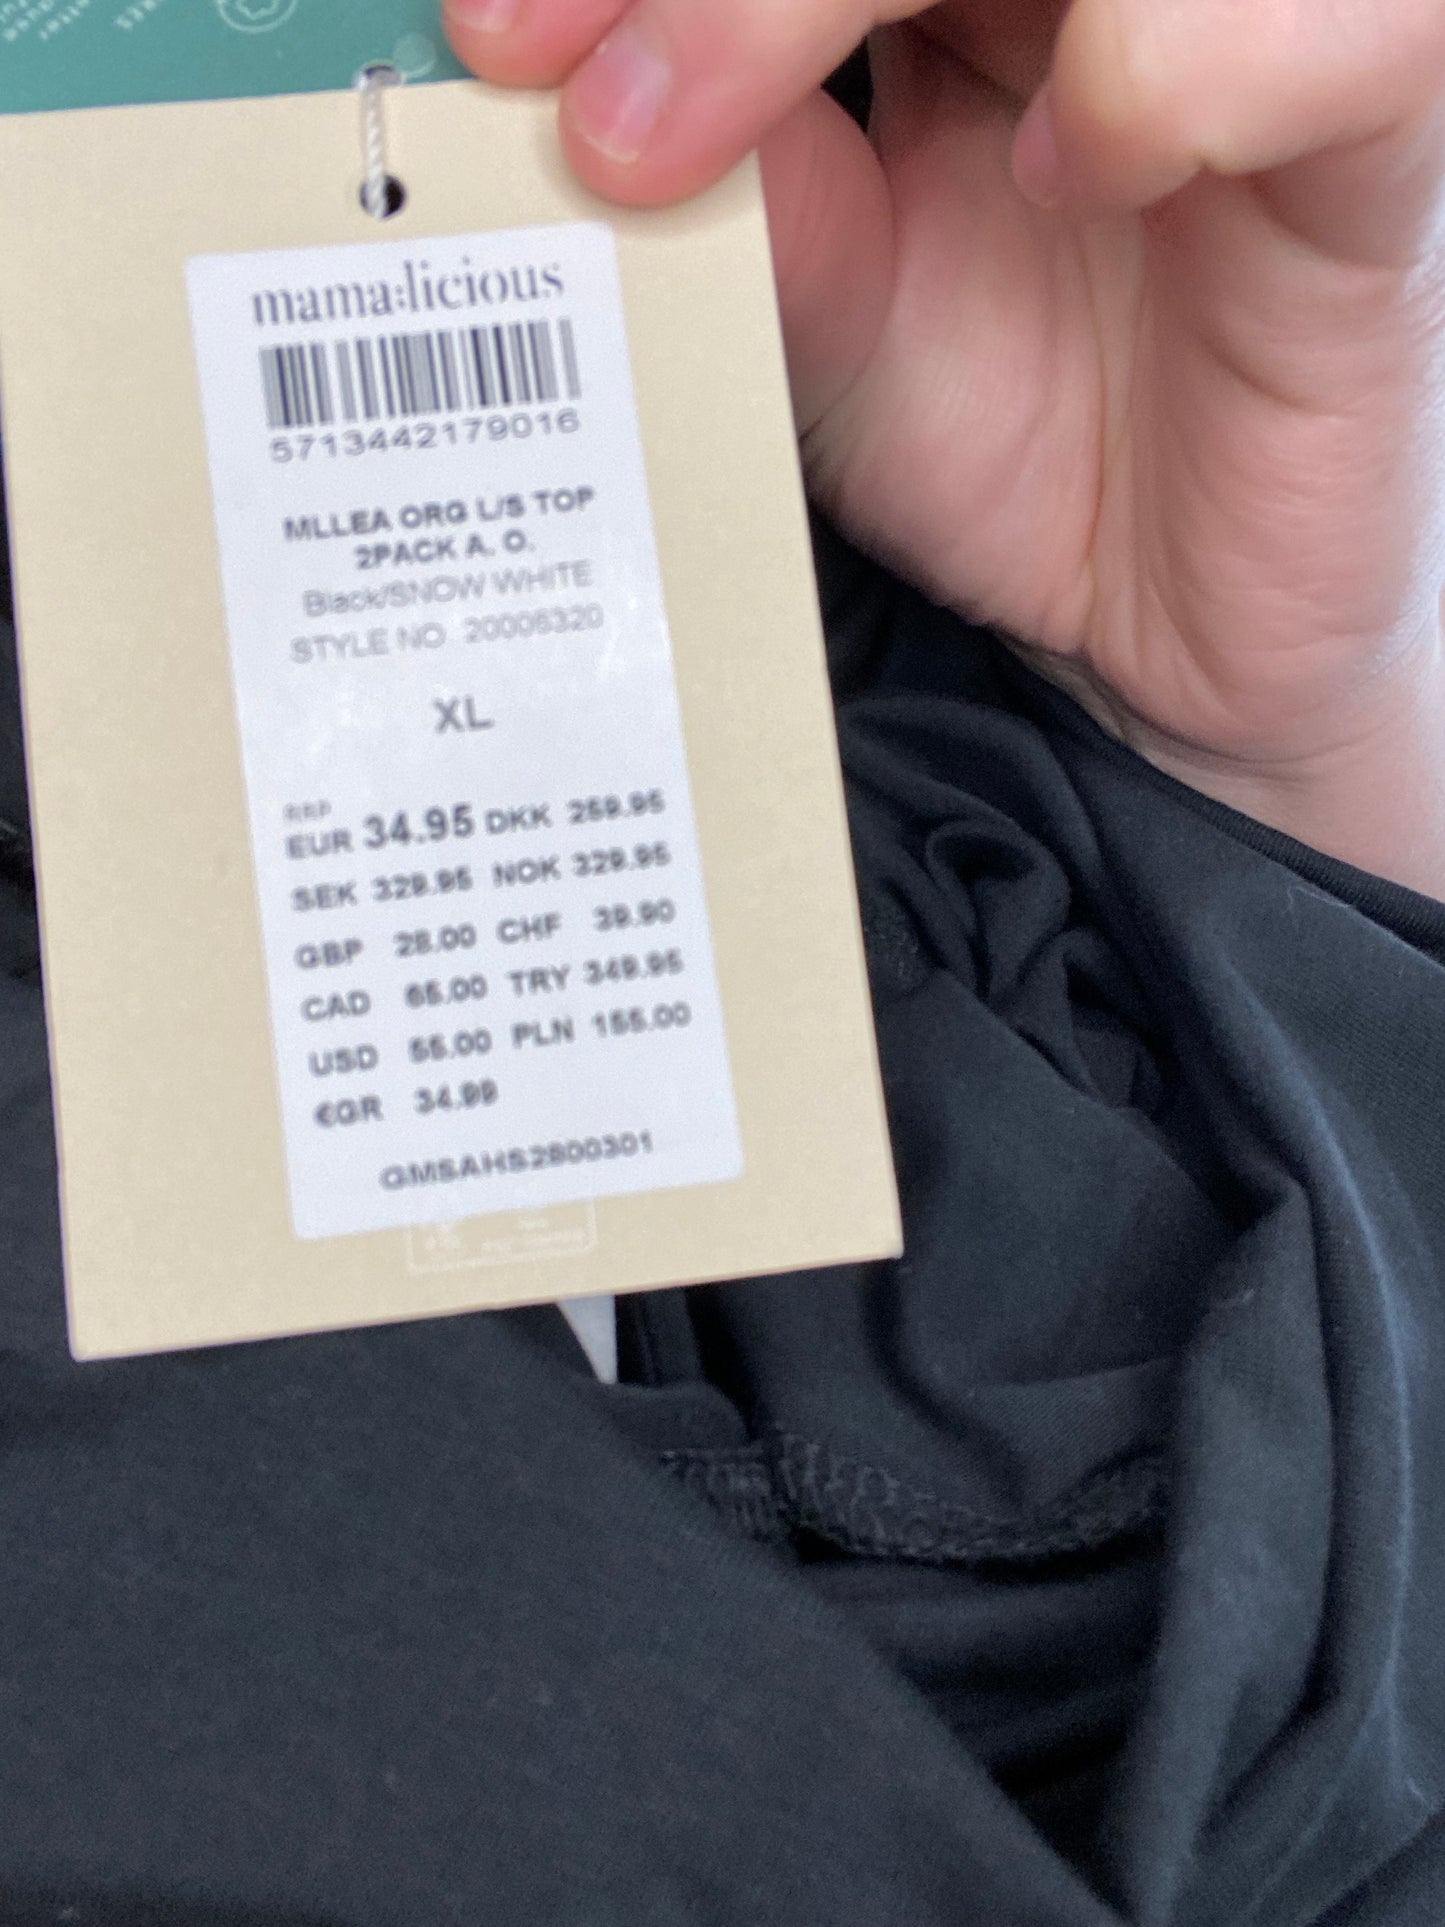 mama:licious
5713442179016
MLLEA ORG L/S TOP
2PACK A. O.
Black/SNOW WHITE
STYLE NO 20006320
XL
RRP
EUR 34.95 DKK 259.95
SEK 329.95 NOK 329.95
GBP 28.00 CHF 39.90
CAD 65.00 TRY 349.95
USD 55.00 PLN 155.00
€GR 34.99
GMSAHS2800301